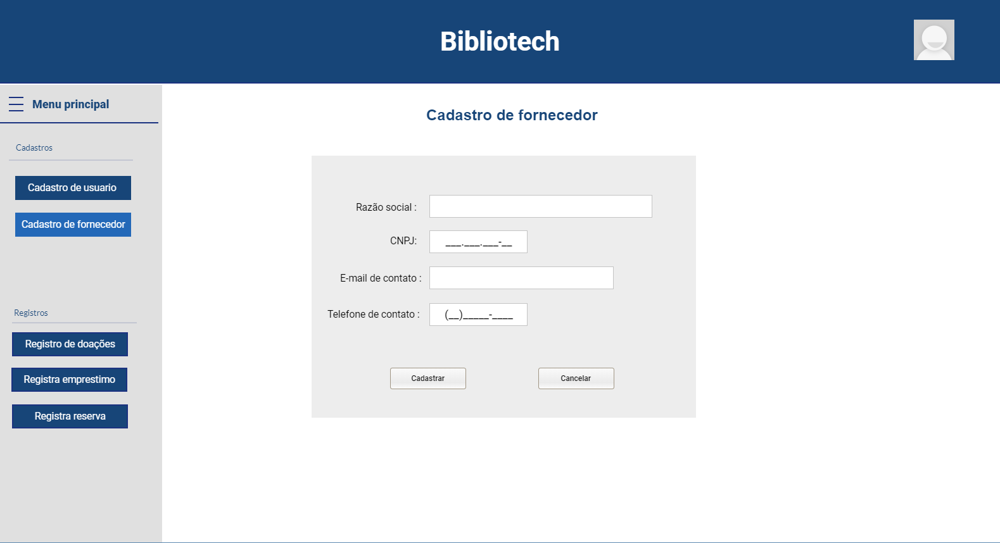 Bibliotech
Menu principal
Cadastros
Cadastro de usuario
Cadastro de fornecedor
Registros
Registro de doações
Registra emprestimo
Registra reserva
Cadastro de fornecedor
Razão social :
CNPJ: ___.___.___-__
E-mail de contato :
Telefone de contato : (__)_____-____
Cadastrar Cancelar